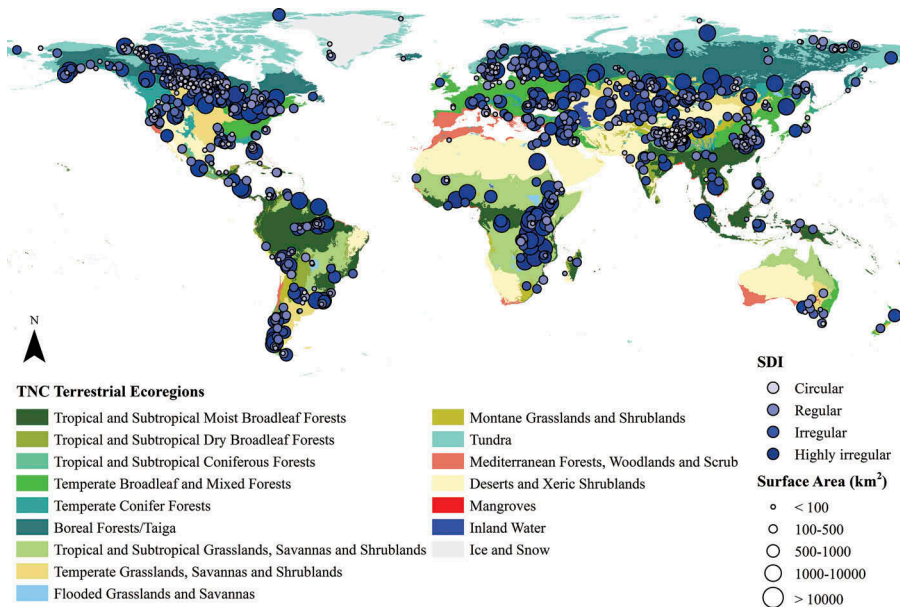 N
TNC Terrestrial Ecoregions
Tropical and Subtropical Moist Broadleaf Forests
Tropical and Subtropical Dry Broadleaf Forests
Tropical and Subtropical Coniferous Forests
Temperate Broadleaf and Mixed Forests
Temperate Conifer Forests
Boreal Forests/Taiga
Tropical and Subtropical Grasslands, Savannas and Shrublands
Temperate Grasslands, Savannas and Shrublands
Flooded Grasslands and Savannas
Montane Grasslands and Shrublands
Tundra
Mediterranean Forests, Woodlands and Scrub
Deserts and Xeric Shrublands
Mangroves
Inland Water
Ice and Snow
SDI
Circular
Regular
Irregular
Highly irregular
Surface Area (km²)
< 100
100-500
500-1000
1000-10000
> 10000